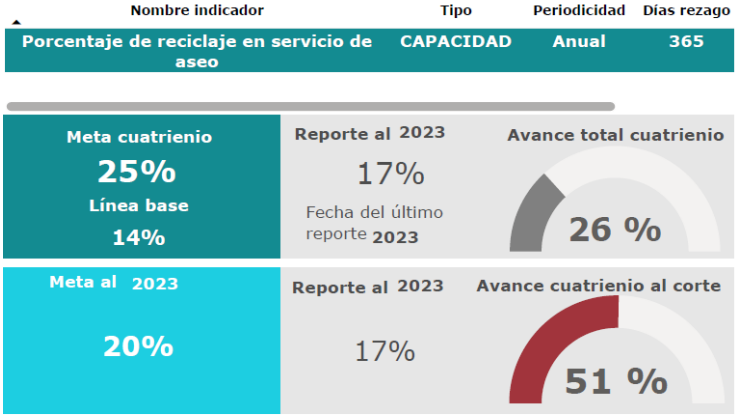 Nombre indicador Tipo Periodicidad Días rezago
Porcentaje de reciclaje en servicio de CAPACIDAD Anual 365
aseo
Meta cuatrienio
25%
Línea base
14%
Reporte al 2023
17%
Fecha del último
reporte 2023
Avance total cuatrienio
26 %
Meta al 2023
20%
Reporte al 2023
17%
Avance cuatrienio al corte
51 %